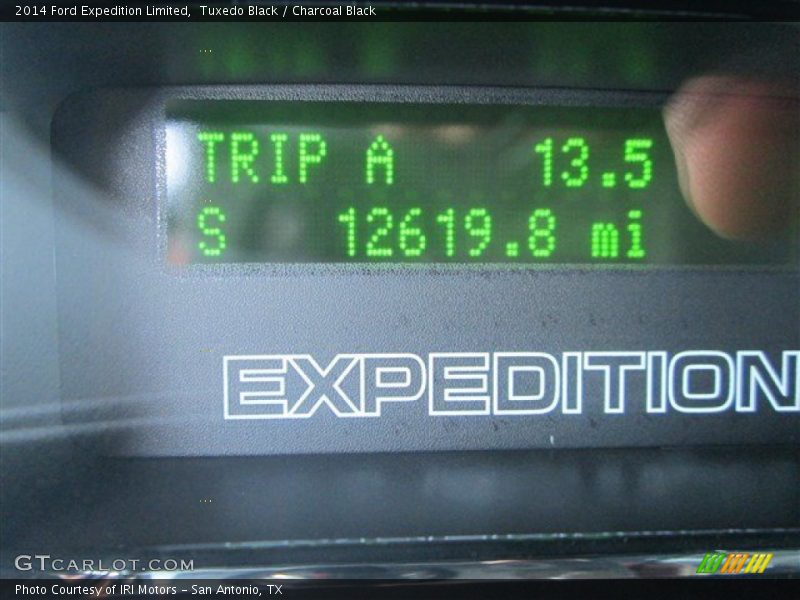 2014 Ford Expedition Limited,  Tuxedo Black / Charcoal Black
TRIP A 13.5
S 12619.8 mi
EXPEDITION
GTCARLOT.COM
Photo Courtesy of IRI Motors - San Antonio, TX